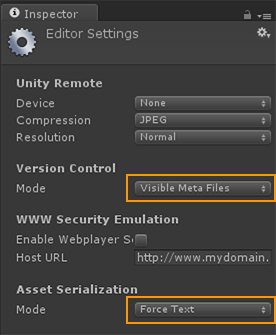 Inspector
Editor Settings
Unity Remote
Device None
Compression JPEG
Resolution Normal
Version Control
Mode Visible Meta Files
WWW Security Emulation
Enable Webplayer Se
Host URL http://www.mydomain.
Asset Serialization
Mode Force Text